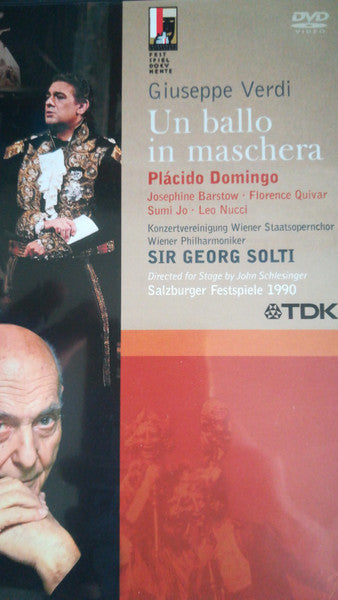 DVD
VIDEO
FEST
SPIEL
DOKU
MENTE
Giuseppe Verdi
Un ballo
in maschera
Plácido Domingo
Josephine Barstow · Florence Quivar
Sumi Jo · Leo Nucci
Konzertvereinigung Wiener Staatsopernchor
Wiener Philharmoniker
SIR GEORG SOLTI
Directed for Stage by John Schlesinger
Salzburger Festspiele 1990
TDK